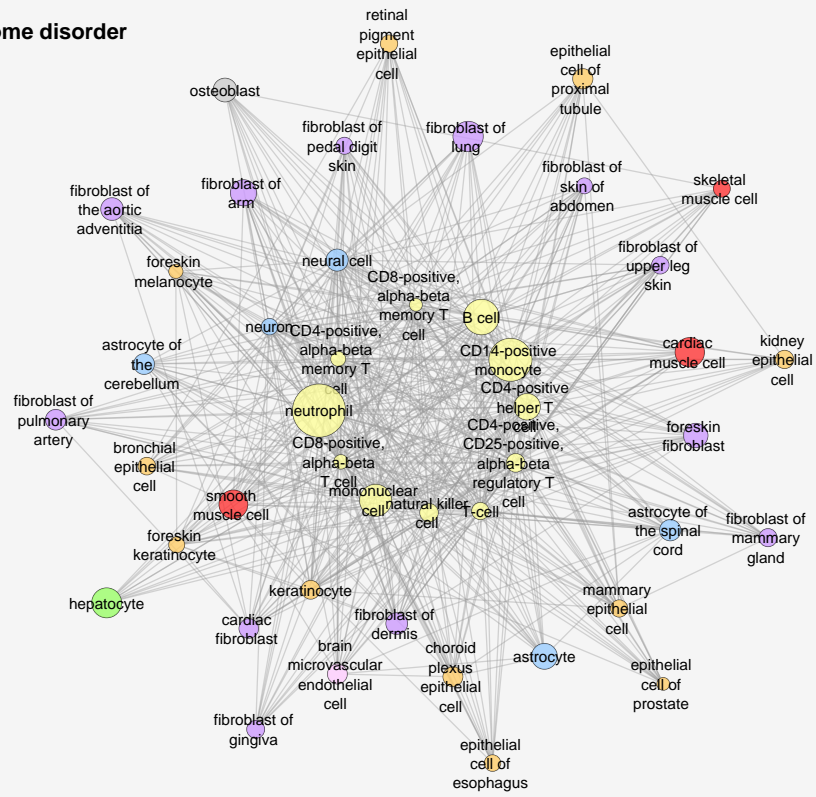 ome disorder
retinal
pigment
epithelial
cell
epithelial
cell of
proximal
tubule
osteoblast
fibroblast of
pedal digit
skin
fibroblast of
lung
fibroblast of
skin of
abdomen
skeletal
muscle cell
fibroblast of
the aortic
adventitia
fibroblast of
arm
foreskin
melanocyte
neural cell
CD8-positive,
alpha-beta
memory T
cell
fibroblast of
upper leg
skin
B cell
neuron
CD4-positive,
alpha-beta
memory T
cell
CD14-positive
monocyte
cardiac
muscle cell
kidney
epithelial
cell
astrocyte of
the
cerebellum
CD4-positive
helper T
cell
neutrophil
fibroblast of
pulmonary
artery
CD4-positive,
CD25-positive,
alpha-beta
regulatory T
cell
foreskin
fibroblast
CD8-positive,
alpha-beta
T cell
bronchial
epithelial
cell
mononuclear
cell
natural killer
cell
T-cell
smooth
muscle cell
astrocyte of
the spinal
cord
fibroblast of
mammary
gland
foreskin
keratinocyte
hepatocyte
keratinocyte
mammary
epithelial
cell
cardiac
fibroblast
fibroblast of
dermis
brain
microvascular
endothelial
cell
choroid
plexus
epithelial
cell
astrocyte
epithelial
cell of
prostate
fibroblast of
gingiva
epithelial
cell of
esophagus